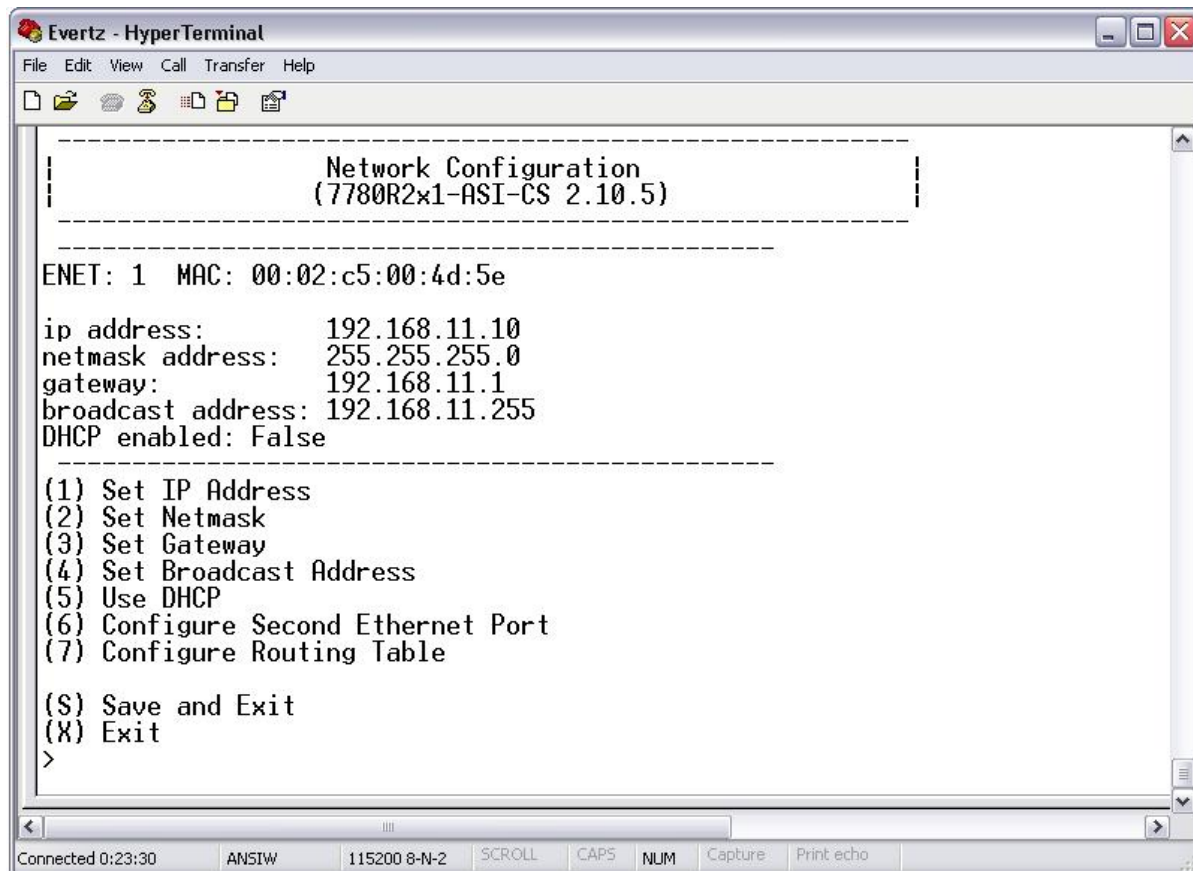 Evertz - HyperTerminal
File Edit View Call Transfer Help
Network Configuration
(7780R2x1-ASI-CS 2.10.5)
ENET: 1 MAC: 00:02:c5:00:4d:5e
ip address: 192.168.11.10
netmask address: 255.255.255.0
gateway: 192.168.11.1
broadcast address: 192.168.11.255
DHCP enabled: False
(1) Set IP Address
(2) Set Netmask
(3) Set Gateway
(4) Set Broadcast Address
(5) Use DHCP
(6) Configure Second Ethernet Port
(7) Configure Routing Table
(S) Save and Exit
(X) Exit
>
Connected 0:23:30 ANSIW 115200 8-N-2 SCROLL CAPS NUM Capture Print echo